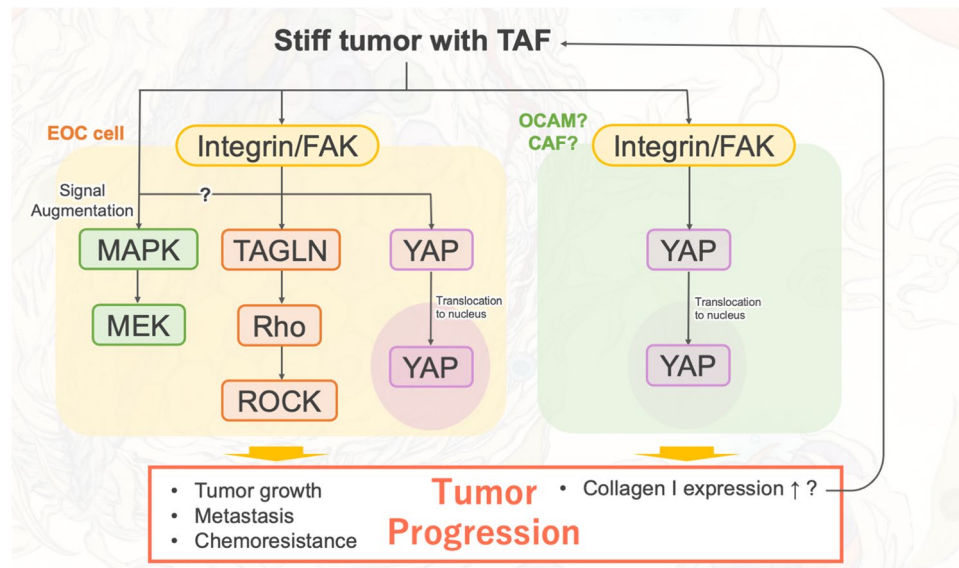 Stiff tumor with TAF
EOC cell
Integrin/FAK
OCAM?
CAF?
Integrin/FAK
Signal
Augmentation
?
MAPK
TAGLN
YAP
YAP
MEK
Rho
Translocation
to nucleus
Translocation
to nucleus
ROCK
YAP
YAP
• Tumor growth
• Metastasis
• Chemoresistance
Tumor
Progression
• Collagen I expression ↑ ?